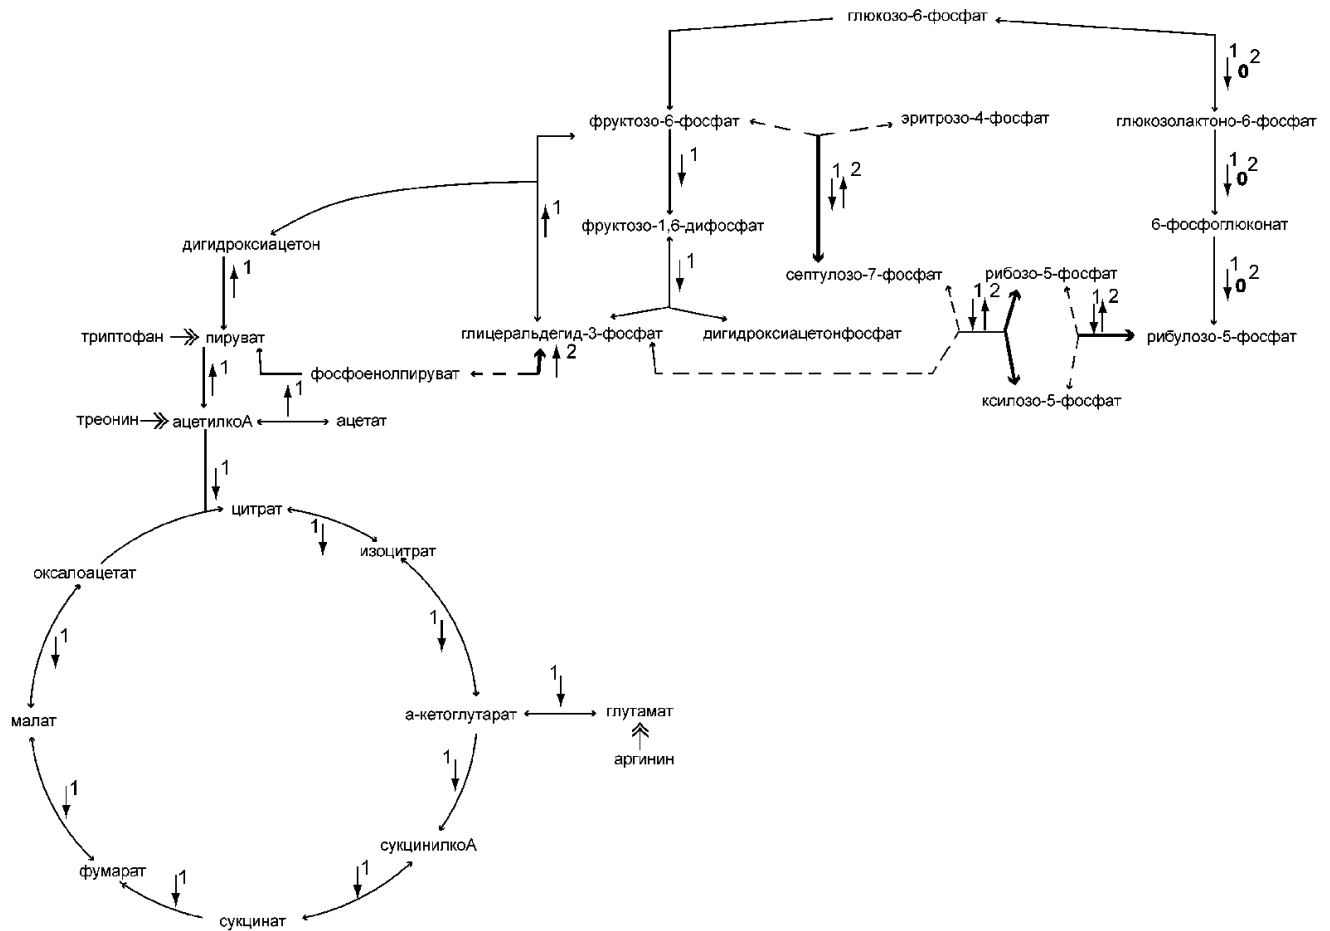 глюкозо-6-фосфат
1
0 2
фруктозо-6-фосфат
эритрозо-4-фосфат
глюкозолактоно-6-фосфат
1
1 2
1
0 2
1
фруктозо-1,6-дифосфат
6-фосфоглюконат
дигидроксиацетон
1
1
септулозо-7-фосфат
рибозо-5-фосфат
1
0 2
1 2
1 2
триптофан
пируват
глицеральдегид-3-фосфат
дигидроксиацетонфосфат
рибулозо-5-фосфат
2
1
фосфоенолпируват
1
ксилозо-5-фосфат
треонин
ацетилкоА
ацетат
1
цитрат
1
изоцитрат
оксалоацетат
1
1
1
малат
а-кетоглутарат
глутамат
аргинин
1
1
сукцинилкоА
фумарат
1
1
сукцинат